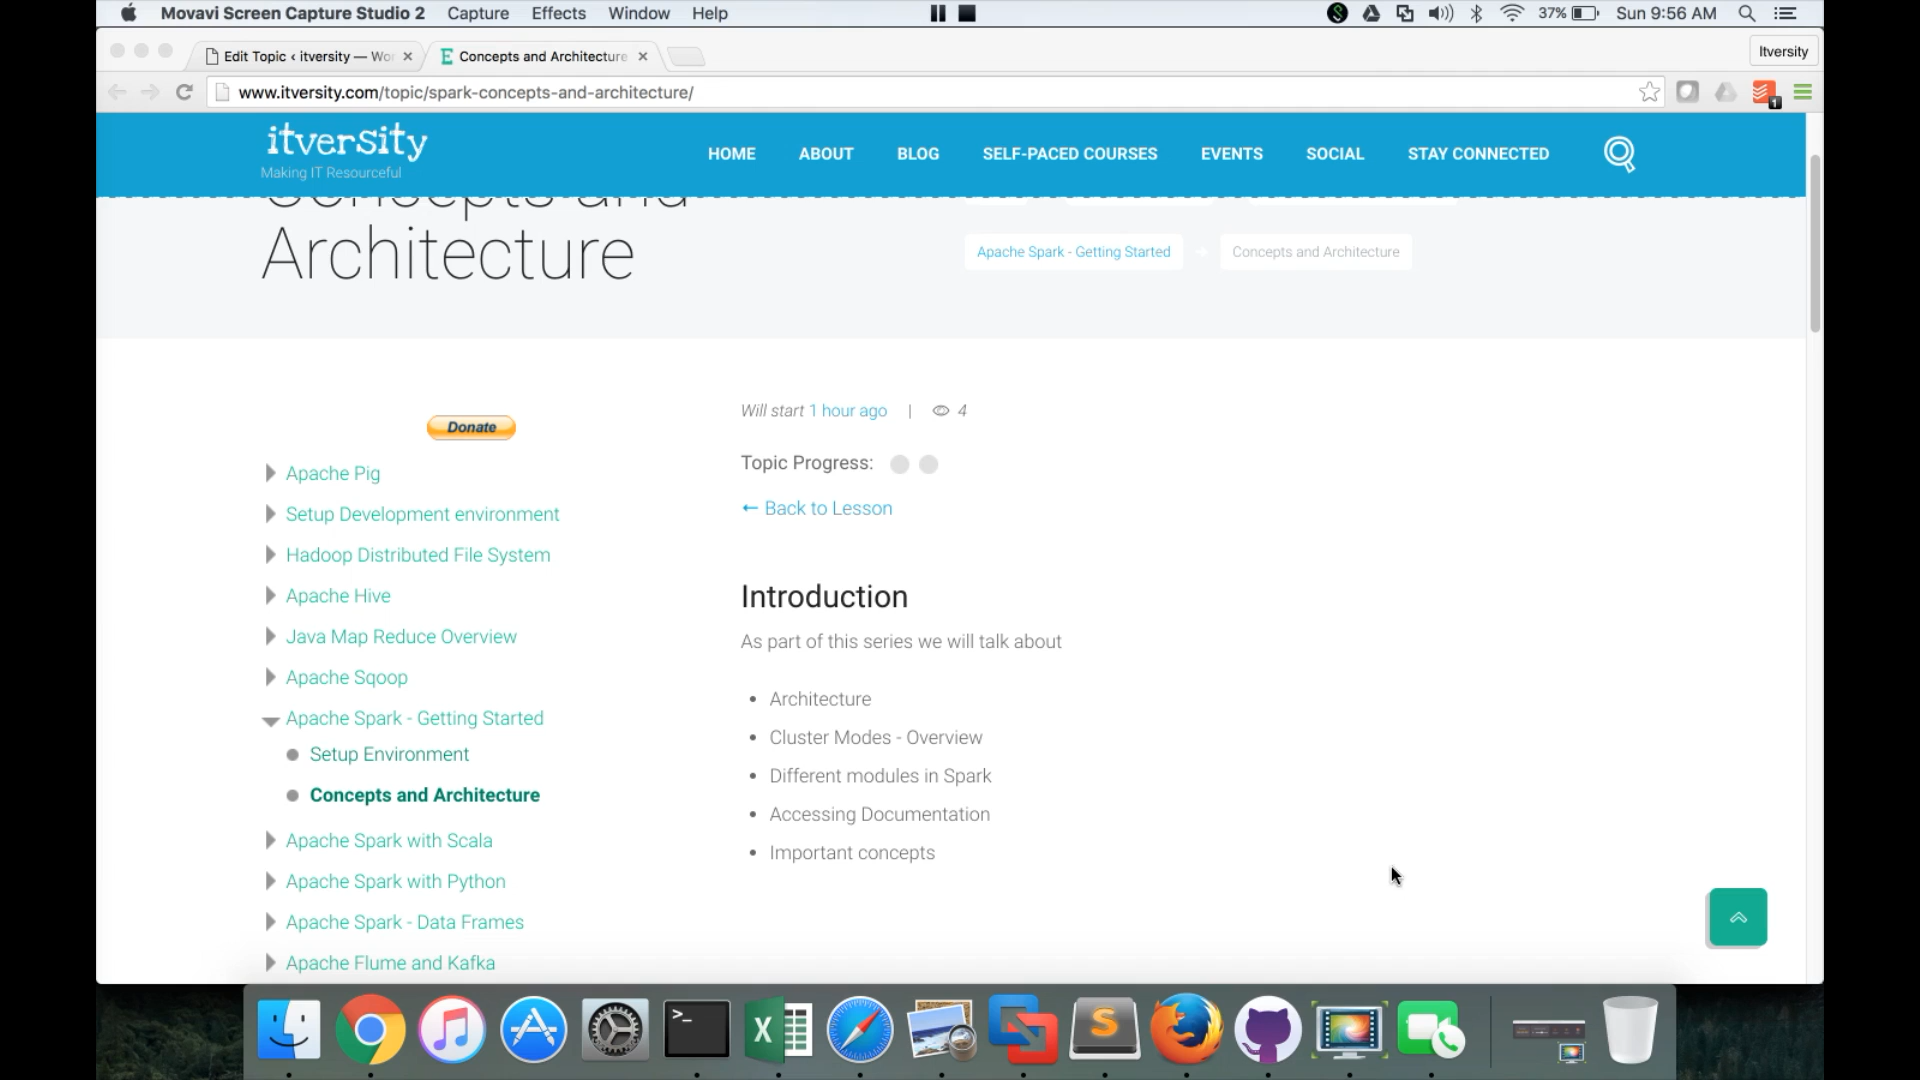 Movavi Screen Capture Studio 2 Capture Effects Window Help 37% Sun 9:56 AM
Edit Topic ‹ itversity — Wor Concepts and Architecture Itversity
www.itversity.com/topic/spark-concepts-and-architecture/ 1
itversity
Making IT Resourceful
HOME ABOUT BLOG SELF-PACED COURSES EVENTS SOCIAL STAY CONNECTED
Concepts and
Architecture
Apache Spark - Getting Started Concepts and Architecture
Donate
Apache Pig
Setup Development environment
Hadoop Distributed File System
Apache Hive
Java Map Reduce Overview
Apache Sqoop
Apache Spark - Getting Started
Setup Environment
Concepts and Architecture
Apache Spark with Scala
Apache Spark with Python
Apache Spark - Data Frames
Apache Flume and Kafka
Will start 1 hour ago | 4
Topic Progress:
← Back to Lesson
Introduction
As part of this series we will talk about
• Architecture
• Cluster Modes - Overview
• Different modules in Spark
• Accessing Documentation
• Important concepts